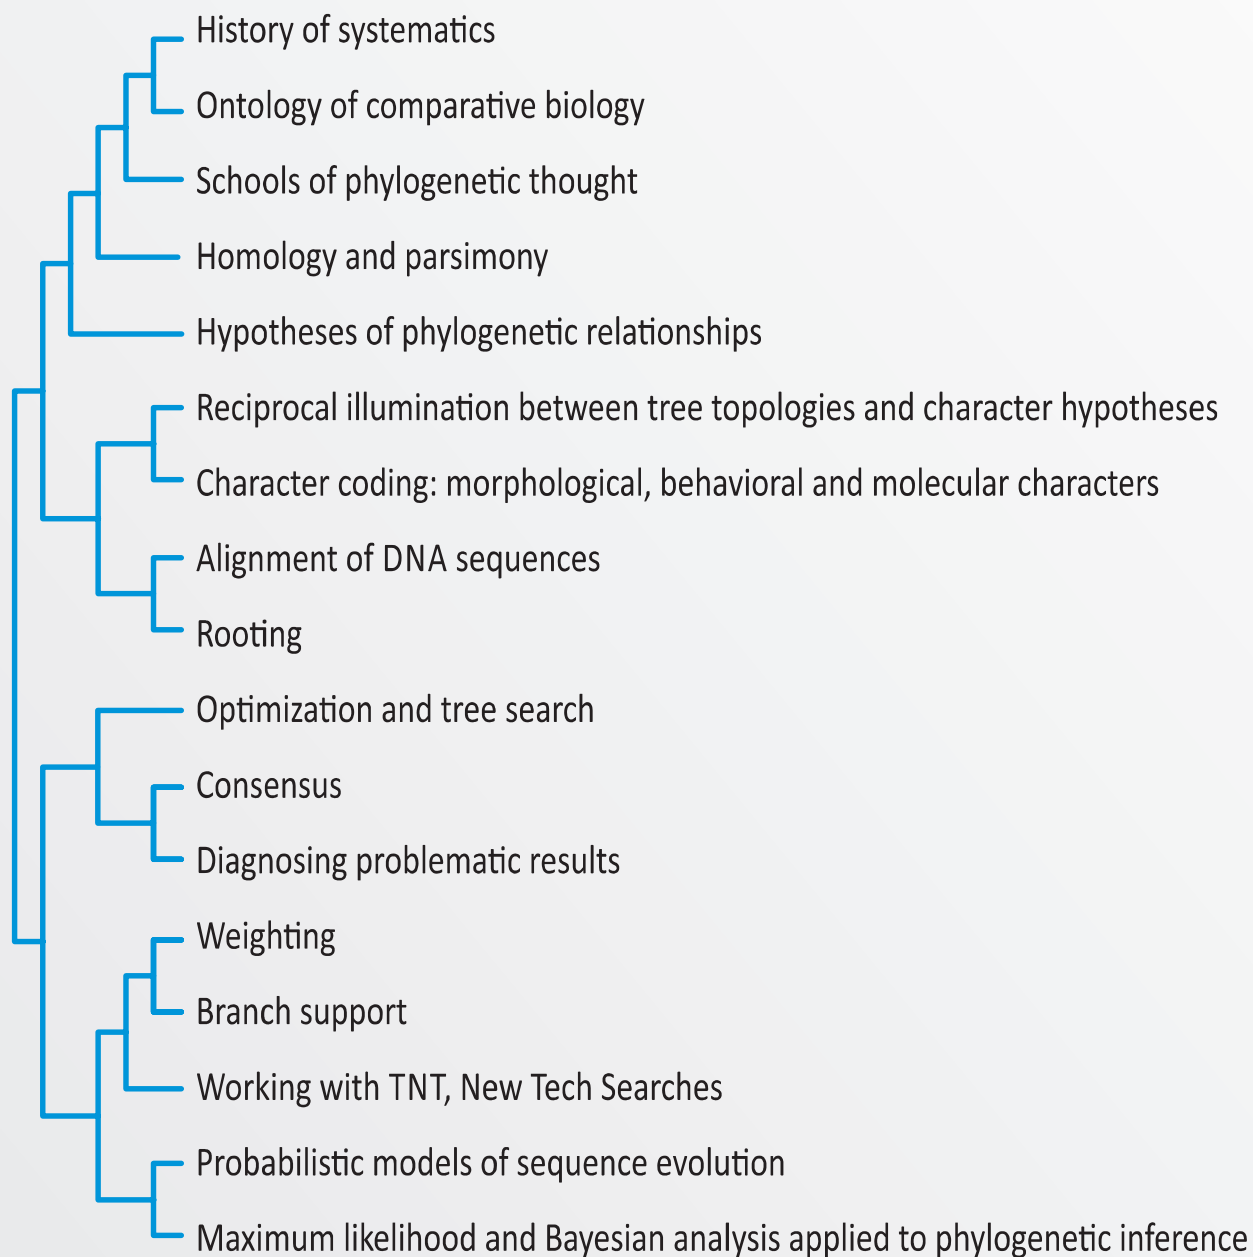 History of systematics
Ontology of comparative biology
Schools of phylogenetic thought
Homology and parsimony
Hypotheses of phylogenetic relationships
Reciprocal illumination between tree topologies and character hypotheses
Character coding: morphological, behavioral and molecular characters
Alignment of DNA sequences
Rooting
Optimization and tree search
Consensus
Diagnosing problematic results
Weighting
Branch support
Working with TNT, New Tech Searches
Probabilistic models of sequence evolution
Maximum likelihood and Bayesian analysis applied to phylogenetic inference